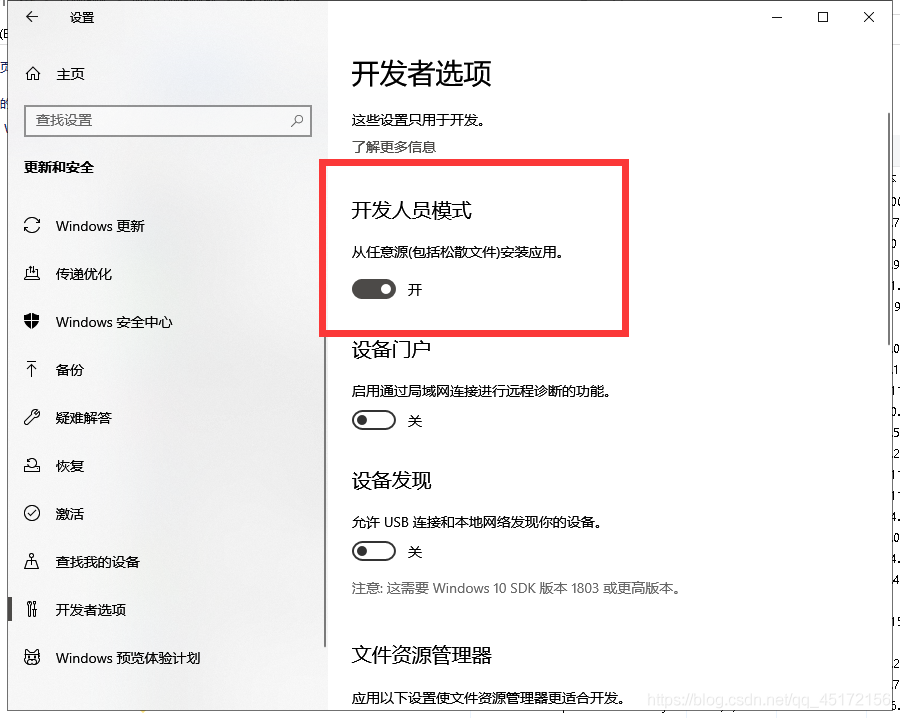 设置
主页
查找设置
更新和安全
Windows 更新
传递优化
Windows 安全中心
备份
疑难解答
恢复
激活
查找我的设备
开发者选项
Windows 预览体验计划
开发者选项
这些设置只用于开发。
了解更多信息
开发人员模式
从任意源(包括松散文件)安装应用。
开
设备门户
启用通过局域网连接进行远程诊断的功能。
关
设备发现
允许 USB 连接和本地网络发现你的设备。
关
注意: 这需要 Windows 10 SDK 版本 1803 或更高版本。
文件资源管理器
应用以下设置使文件资源管理器更适合开发。
https://blog.csdn.net/qq_45172156